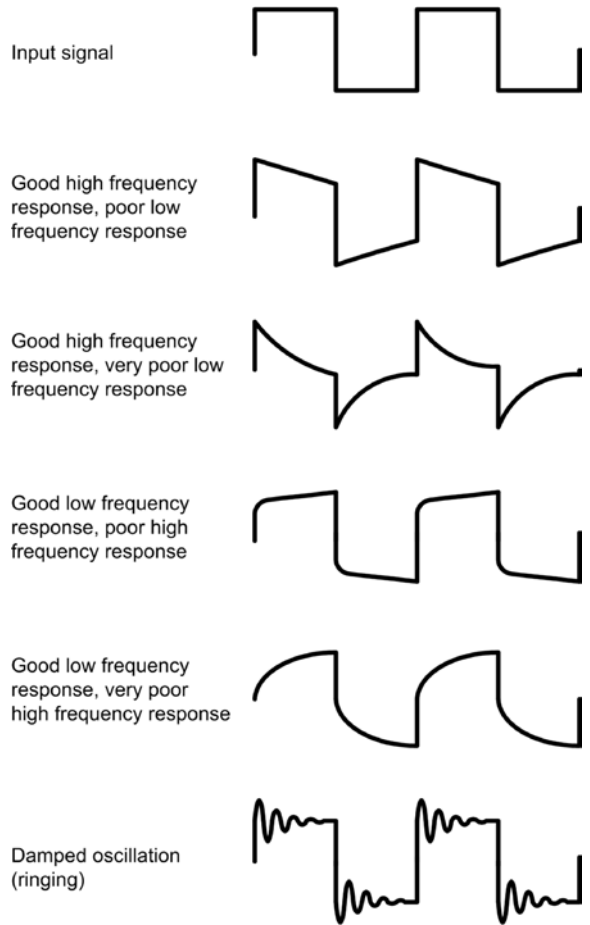 Input signal
Good high frequency
response, poor low
frequency response
Good high frequency
response, very poor low
frequency response
Good low frequency
response, poor high
frequency response
Good low frequency
response, very poor
high frequency response
Damped oscillation
(ringing)